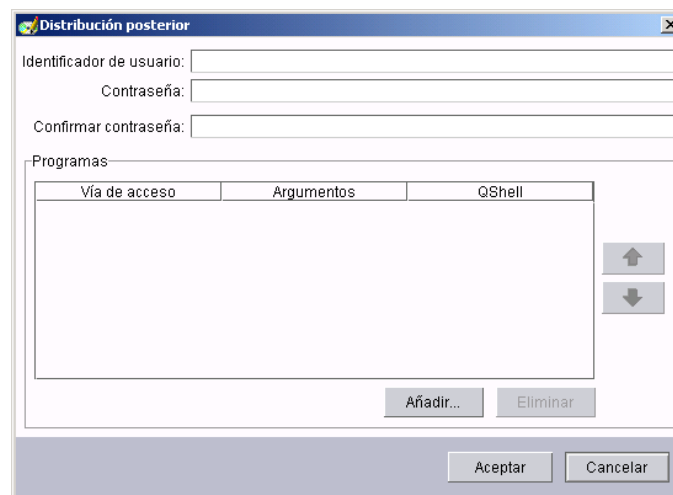 Distribución posterior
Identificador de usuario:
Contraseña:
Confirmar contraseña:
Programas
Vía de acceso Argumentos QShell
Añadir... Eliminar
Aceptar Cancelar